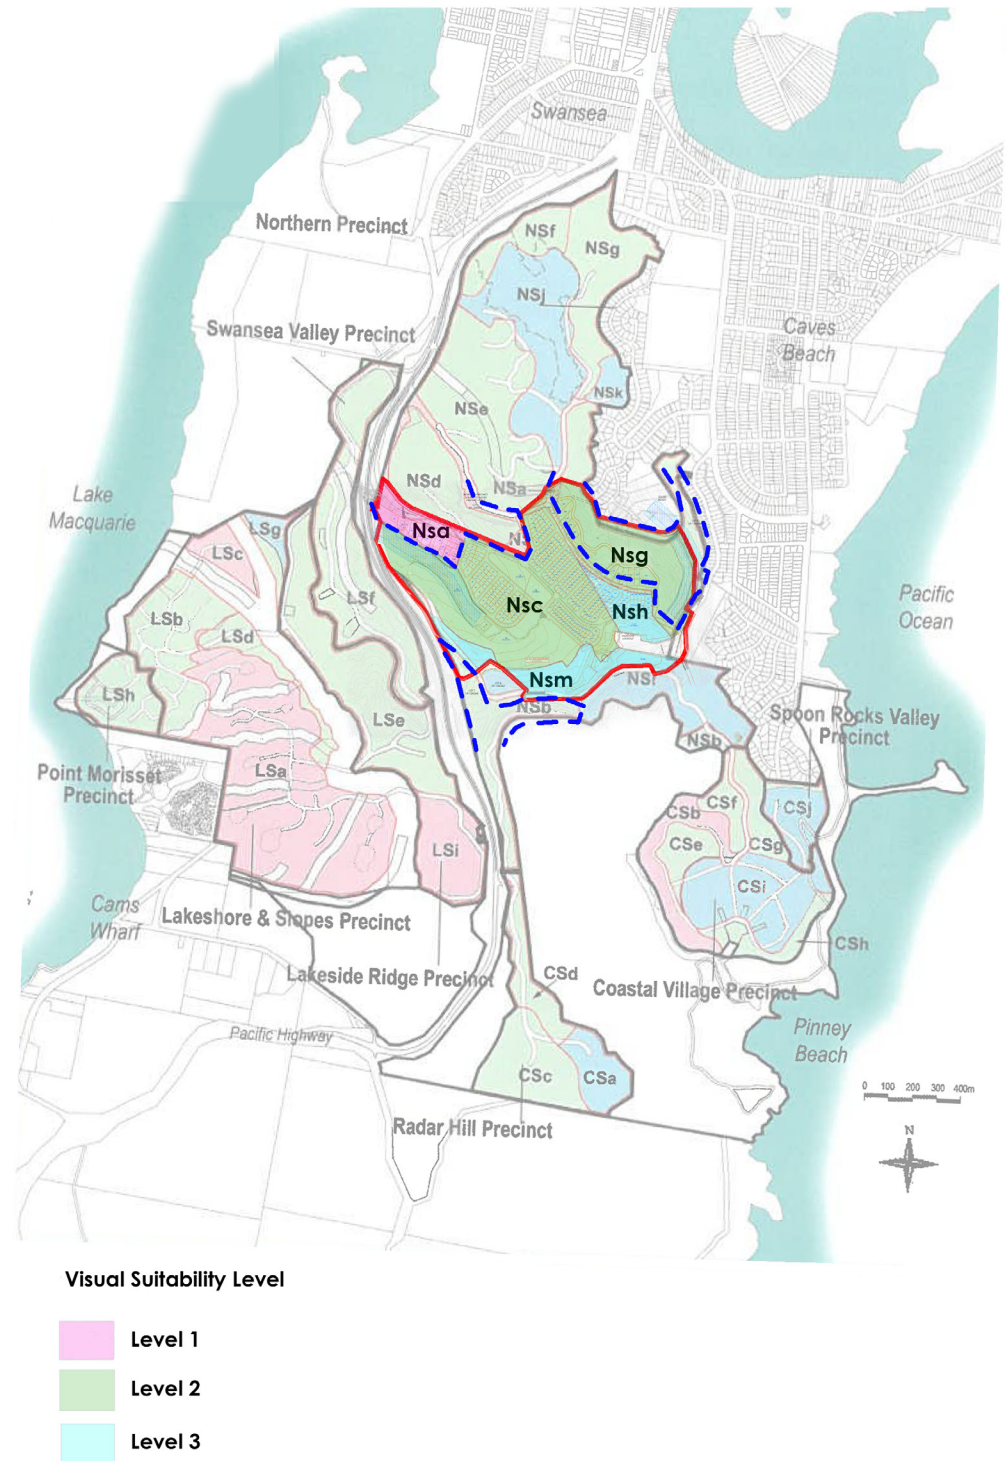 Swansea
Northern Precinct
NSf
NSg
NSj
Swansea Valley Precinct
Caves
Beach
NSk
NSe
NSd
NSa
Lake
Macquarie
LSg
LSc
Nsa
Nsg
LSf
Nsc
Nsh
Pacific
Ocean
LSb
LSd
LSh
Nsm
NSb
LSe
Spoon Rocks Valley
Precinct
NSb
Point Morisset
Precinct
LSa
CSb
CSf
CSj
CSe
CSg
LSi
CSi
Cams
Wharf
Lakeshore & Slopes Precinct
CSh
Lakeside Ridge Precinct
CSd
Coastal Village Precinct
Pacific Highway
Pinney
Beach
CSc
CSa
0 100 200 300 400m
Radar Hill Precinct
N
Visual Suitability Level
Level 1
Level 2
Level 3